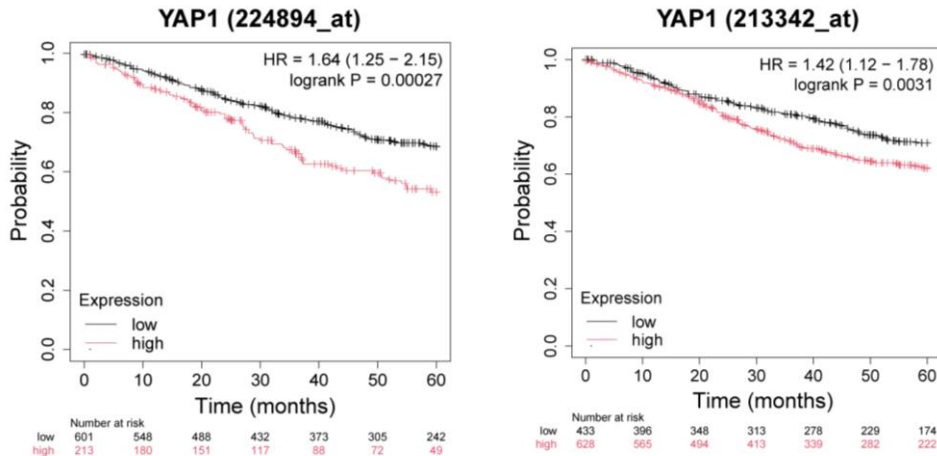 YAP1 (224894_at)
HR = 1.64 (1.25 − 2.15)
logrank P = 0.00027
Probability
1.0
0.8
0.6
0.4
0.2
0.0
Expression
low
high
0 10 20 30 40 50 60
Time (months)
Number at risk
low 601 548 488 432 373 305 242
high 213 180 151 117 88 72 49
YAP1 (213342_at)
HR = 1.42 (1.12 − 1.78)
logrank P = 0.0031
Probability
1.0
0.8
0.6
0.4
0.2
0.0
Expression
low
high
0 10 20 30 40 50 60
Time (months)
Number at risk
low 433 396 348 313 278 229 174
high 628 565 494 413 339 282 222